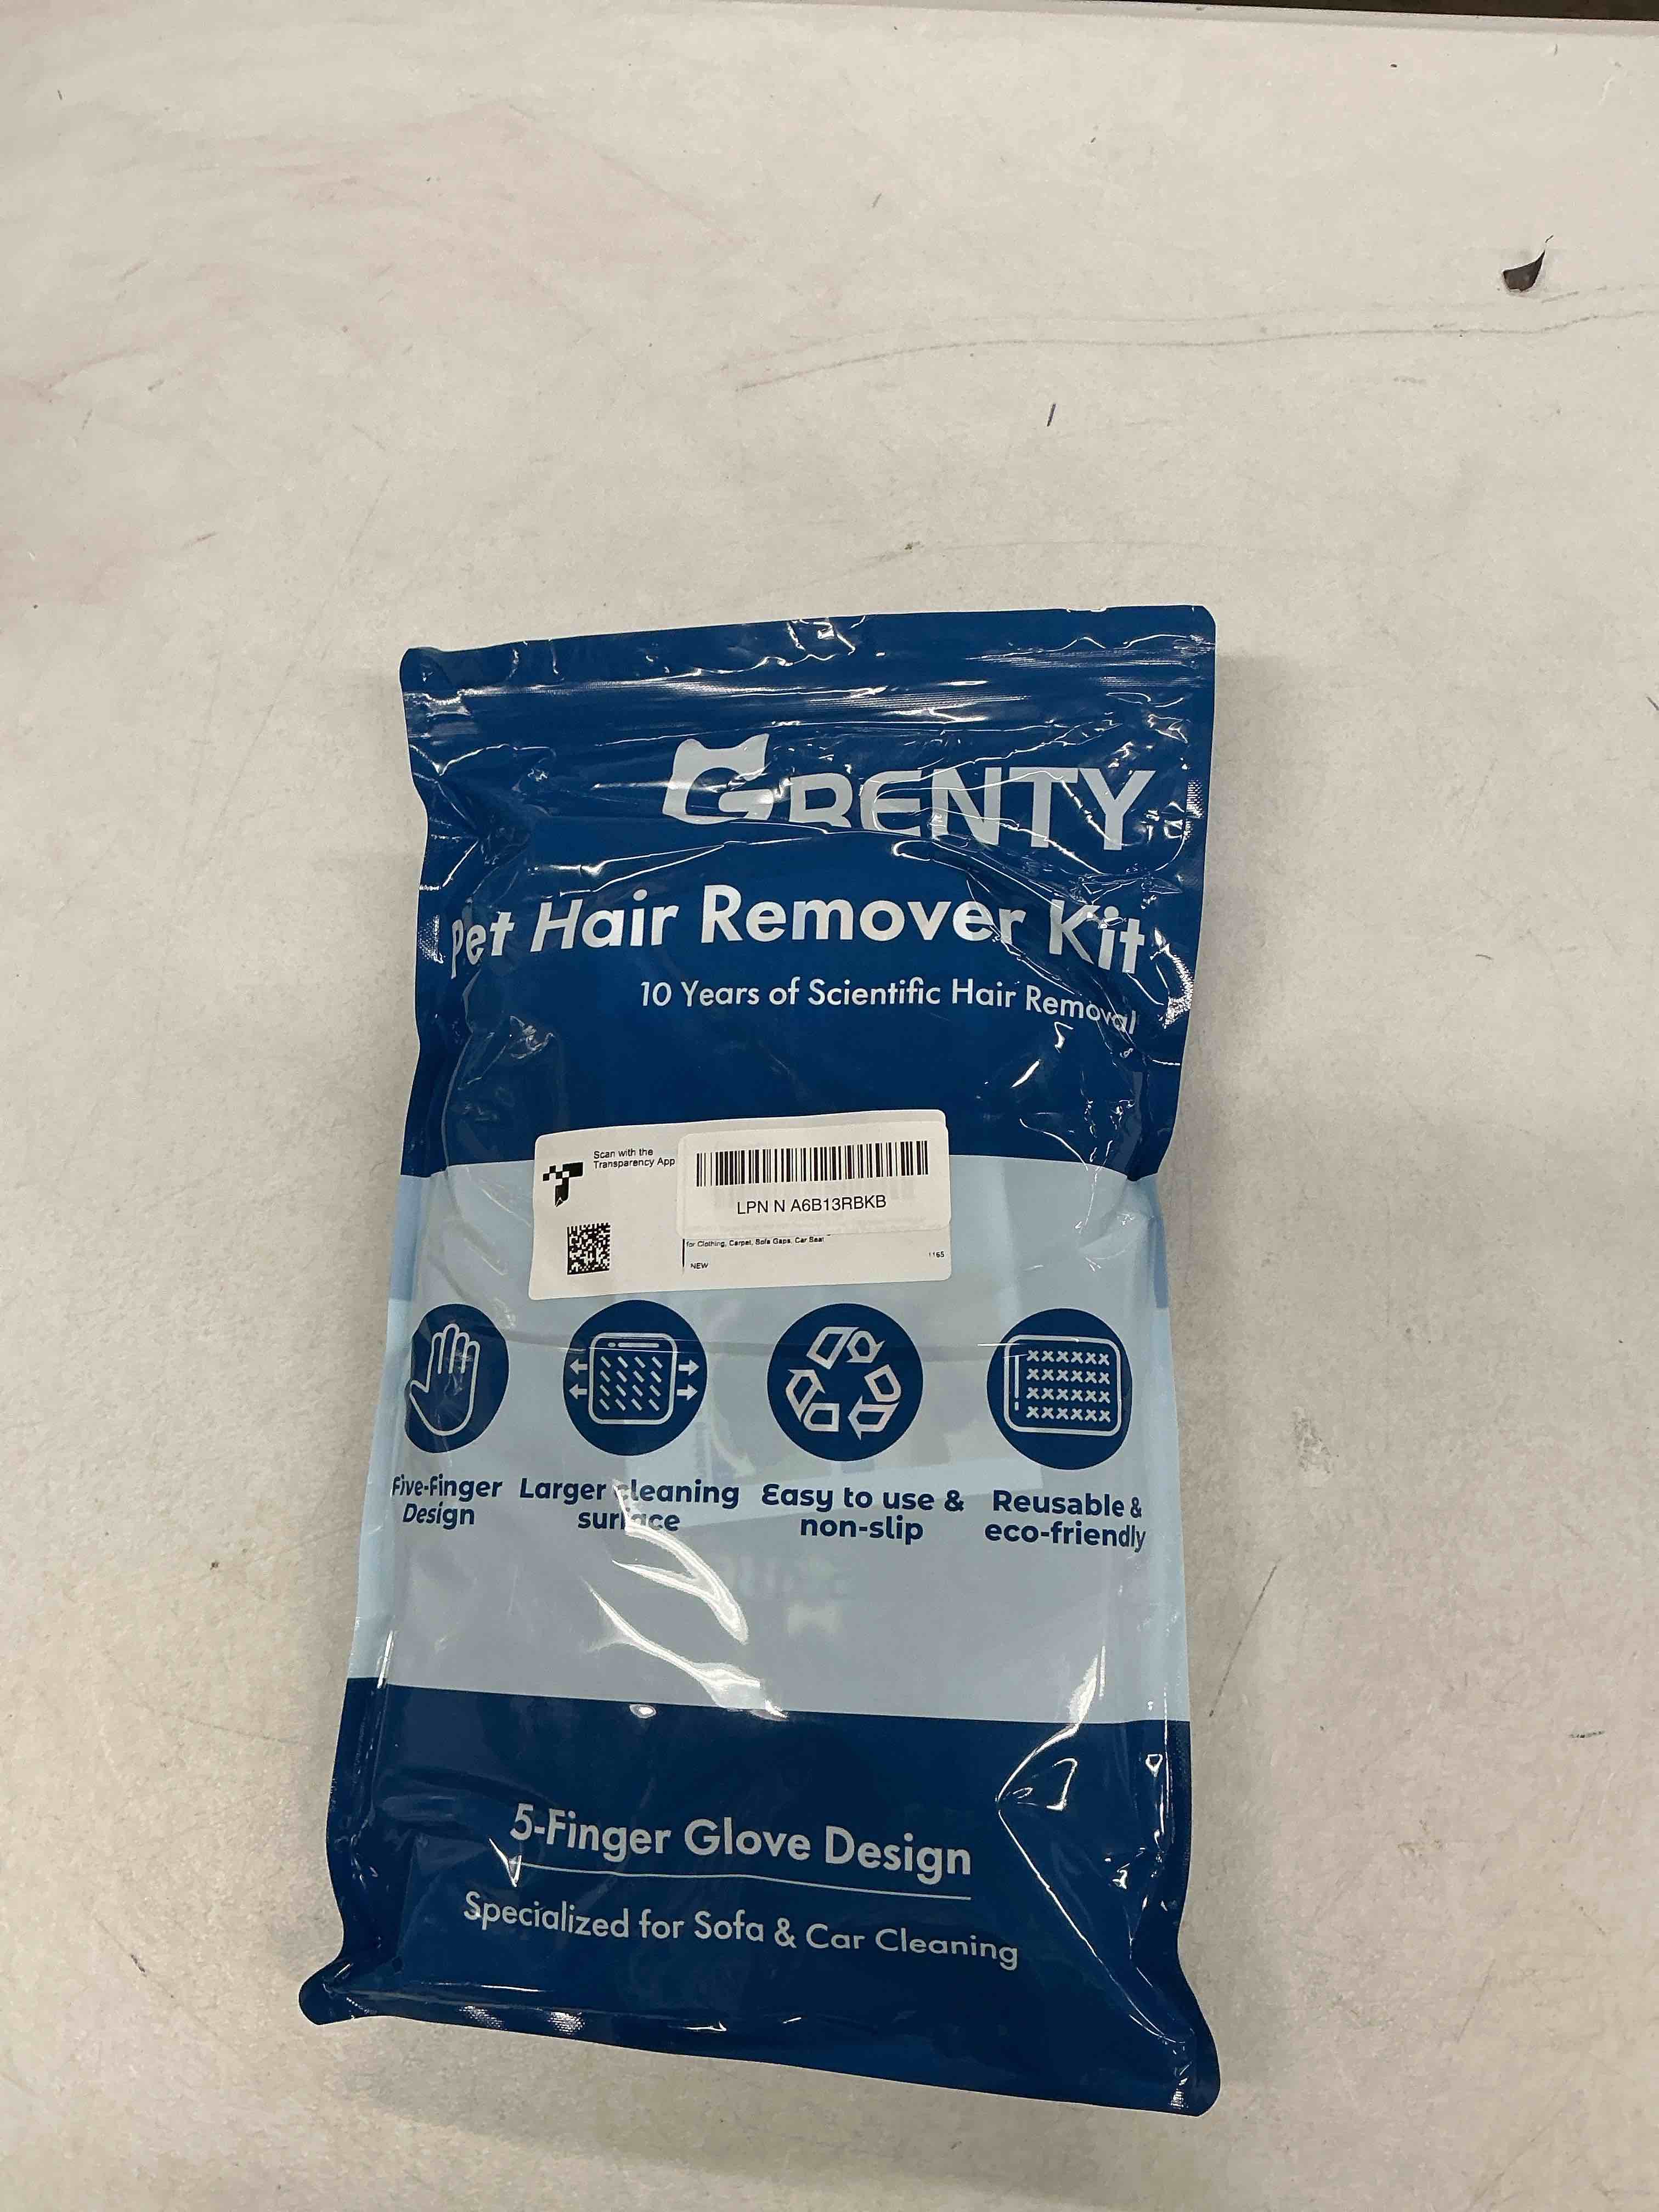 GRENTY
Pet Hair Remover Kit
10 Years of Scientific Hair Removal
Scan with the
Transparency App
LPN N A6B13RBKB
for Clothing, Carpet, Sofa Gaps, Car Seat
1165
NEW
Five-Finger
Design
Larger cleaning
surface
Easy to use &
non-slip
Reusable &
eco-friendly
5-Finger Glove Design
Specialized for Sofa & Car Cleaning